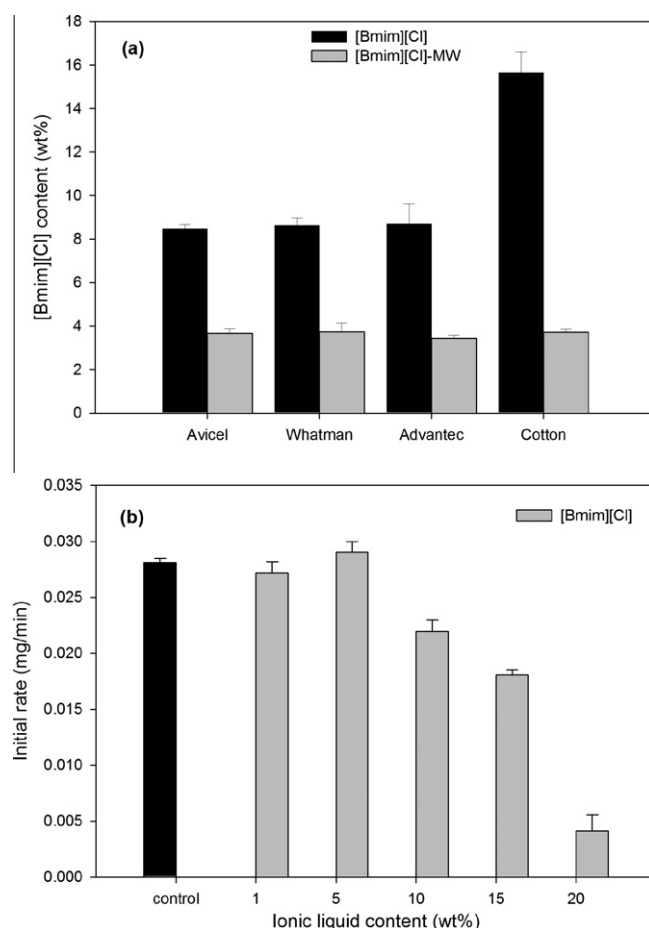 (a)
[Bmim][Cl]
[Bmim][Cl]-MW
[Bmim][Cl] content (wt%)
18
16
14
12
10
8
6
4
2
0
Avicel Whatman Advantec Cotton
(b)
[Bmim][Cl]
Initial rate (mg/min)
0.035
0.030
0.025
0.020
0.015
0.010
0.005
0.000
control 1 5 10 15 20
Ionic liquid content (wt%)